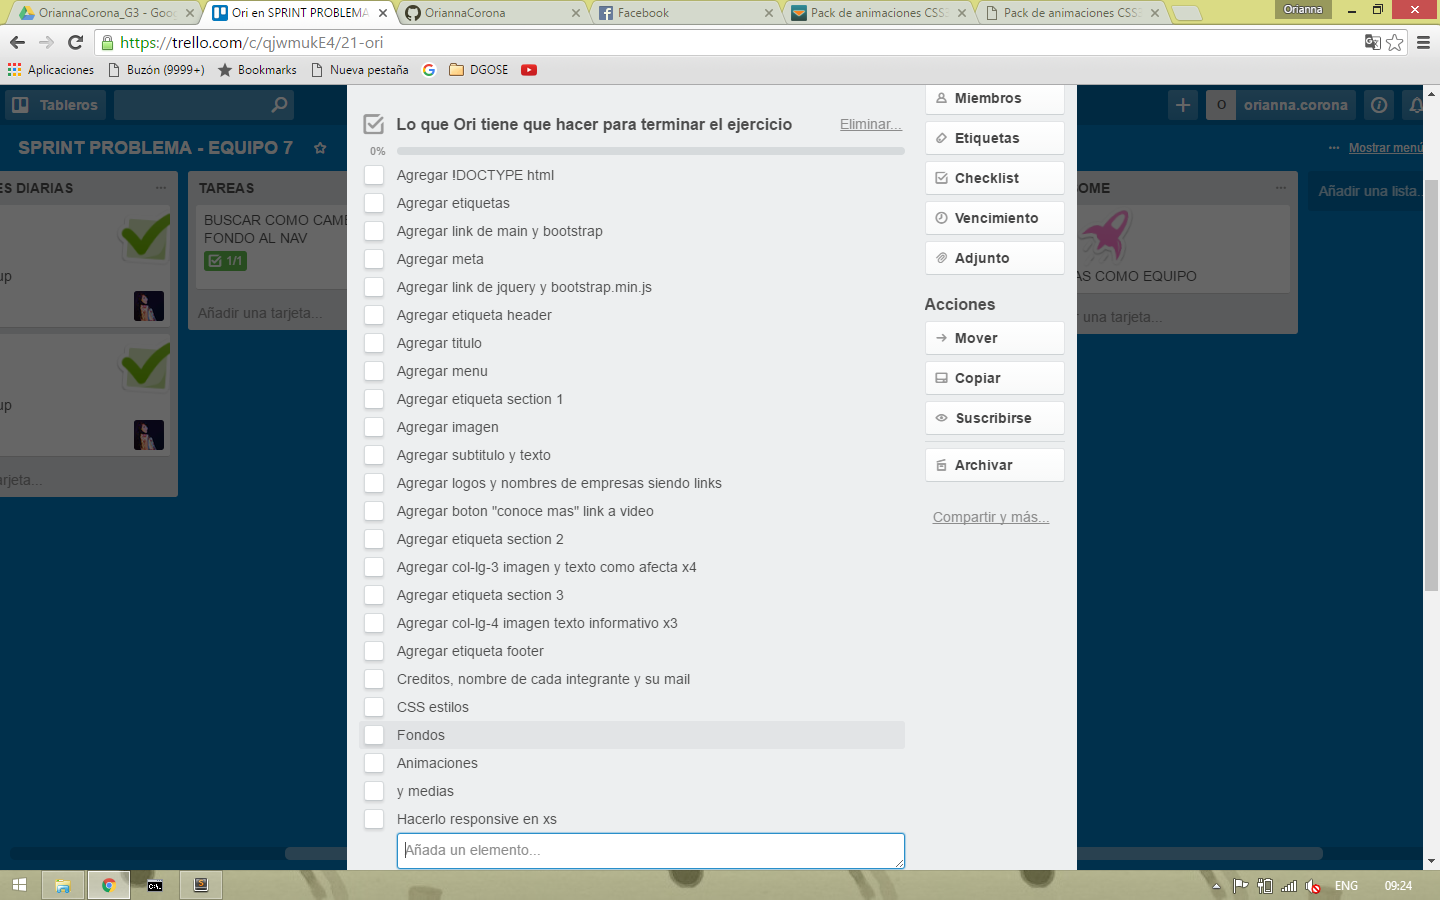 OriannaCorona_G3 - Goo
Ori en SPRINT PROBLEMA
OriannaCorona
Facebook
Pack de animaciones CSS
Pack de animaciones CSS
Orianna
https://trello.com/c/qjwmukE4/21-ori
Aplicaciones
Buzón (9999+)
Bookmarks
Nueva pestaña
DGOSE
Tableros
O
orianna.corona
SPRINT PROBLEMA - EQUIPO 7
Mostrar menú
ES DIARIAS
up
up
arjeta...
TAREAS
BUSCAR COMO CAMB
FONDO AL NAV
1/1
Añadir una tarjeta...
Lo que Ori tiene que hacer para terminar el ejercicio
Eliminar...
0%
Agregar !DOCTYPE html
Agregar etiquetas
Agregar link de main y bootstrap
Agregar meta
Agregar link de jquery y bootstrap.min.js
Agregar etiqueta header
Agregar titulo
Agregar menu
Agregar etiqueta section 1
Agregar imagen
Agregar subtitulo y texto
Agregar logos y nombres de empresas siendo links
Agregar boton "conoce mas" link a video
Agregar etiqueta section 2
Agregar col-lg-3 imagen y texto como afecta x4
Agregar etiqueta section 3
Agregar col-lg-4 imagen texto informativo x3
Agregar etiqueta footer
Creditos, nombre de cada integrante y su mail
CSS estilos
Fondos
Animaciones
y medias
Hacerlo responsive en xs
Añada un elemento...
Miembros
Etiquetas
Checklist
Vencimiento
Adjunto
Acciones
Mover
Copiar
Suscribirse
Archivar
Compartir y más...
OME
AS COMO EQUIPO
una tarjeta...
Añadir una lista...
ENG
09:24